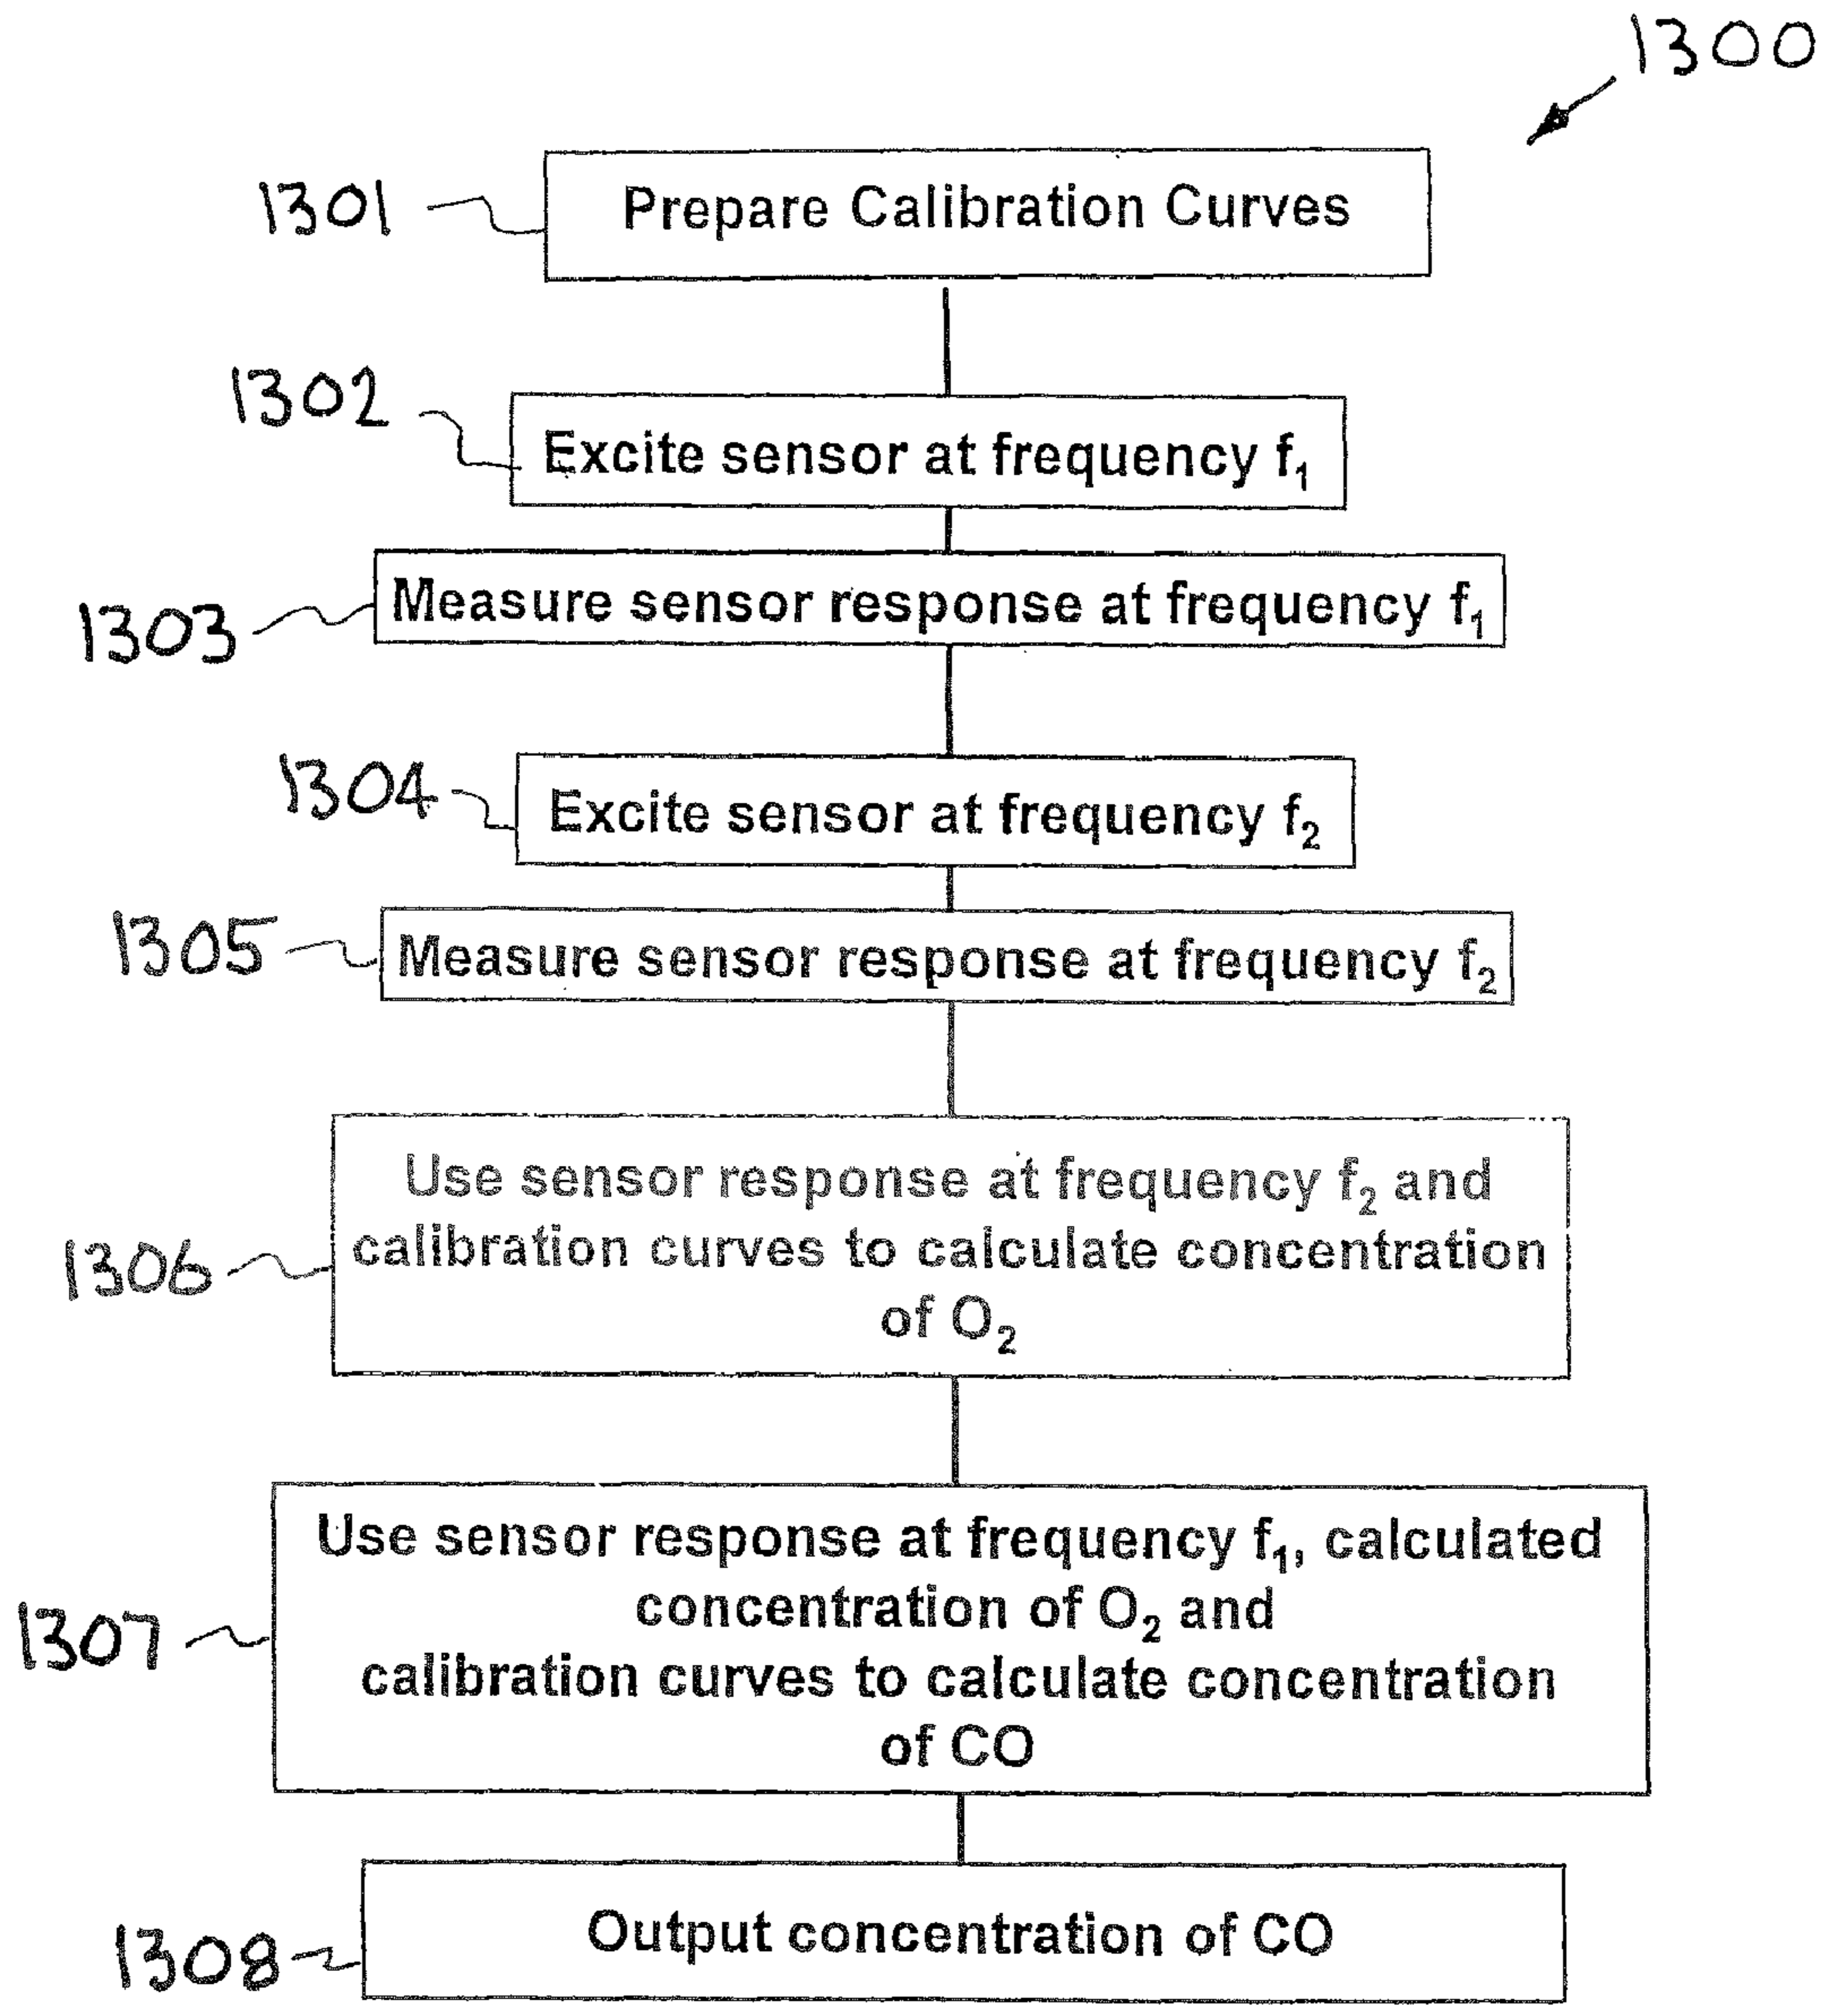 1300
1301
Prepare Calibration Curves
1302
Excite sensor at frequency f₁
1303
Measure sensor response at frequency f₁
1304
Excite sensor at frequency f₂
1305
Measure sensor response at frequency f₂
1306
Use sensor response at frequency f₂ and
calibration curves to calculate concentration
of O₂
1307
Use sensor response at frequency f₁, calculated
concentration of O₂ and
calibration curves to calculate concentration
of CO
1308
Output concentration of CO